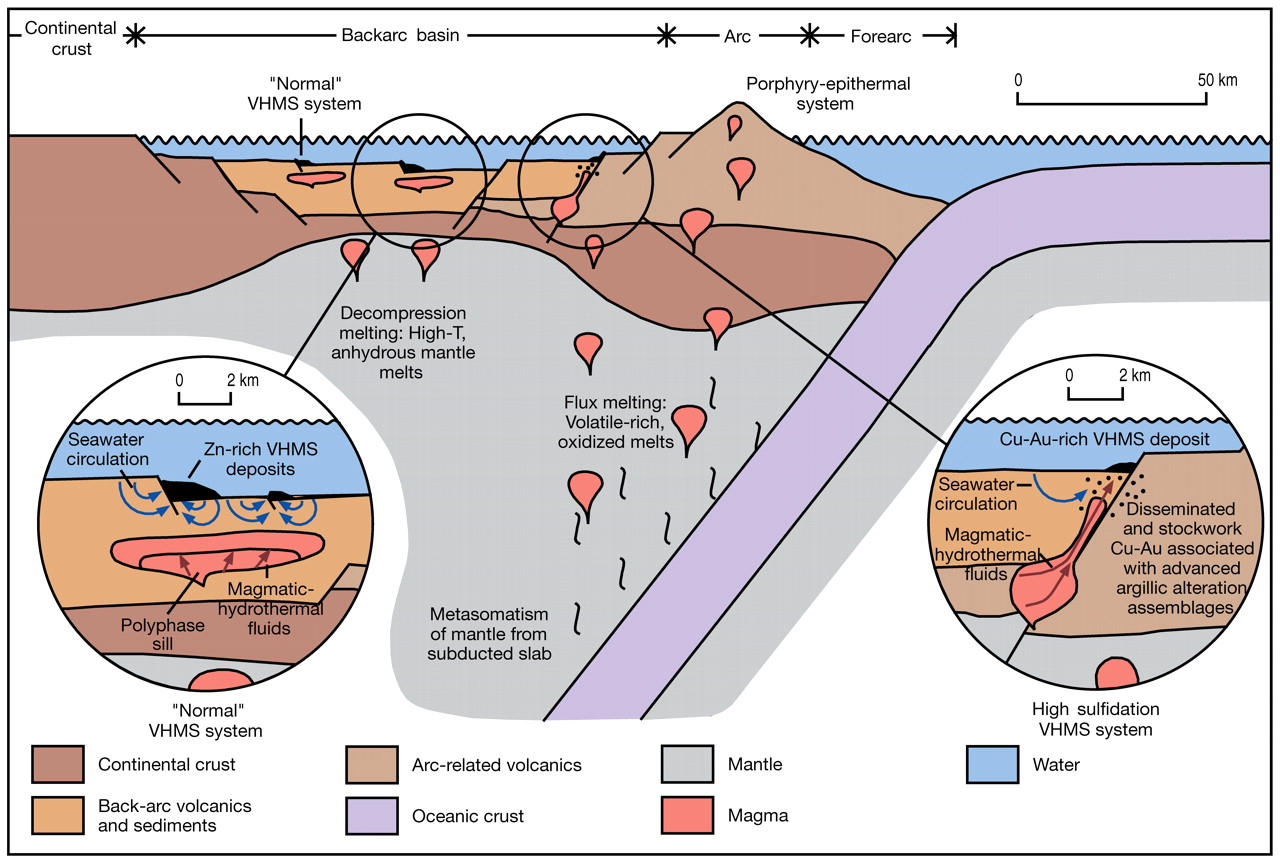 Continental
crust
Backarc basin
Arc
Forearc
"Normal"
VHMS system
Porphyry-epithermal
system
0 50 km
Decompression
melting: High-T,
anhydrous mantle
melts
Flux melting:
Volatile-rich,
oxidized melts
Metasomatism
of mantle from
subducted slab
0 2 km
Seawater
circulation
Zn-rich VHMS
deposits
Magmatic-
hydrothermal
fluids
Polyphase
sill
"Normal"
VHMS system
0 2 km
Cu-Au-rich VHMS deposit
Seawater
circulation
Magmatic-
hydrothermal
fluids
Disseminated
and stockwork
Cu-Au associated
with advanced
argillic alteration
assemblages
High sulfidation
VHMS system
Continental crust
Back-arc volcanics
and sediments
Arc-related volcanics
Oceanic crust
Mantle
Magma
Water